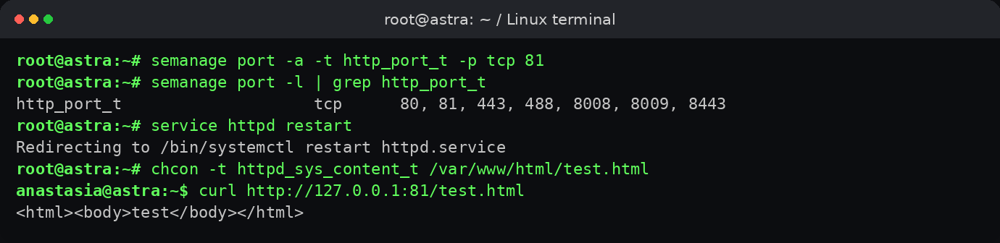 root@astra: ~ / Linux terminal
root@astra:~# semanage port -a -t http_port_t -p tcp 81
root@astra:~# semanage port -l | grep http_port_t
http_port_t                    tcp      80, 81, 443, 488, 8008, 8009, 8443
root@astra:~# service httpd restart
Redirecting to /bin/systemctl restart httpd.service
root@astra:~# chcon -t httpd_sys_content_t /var/www/html/test.html
anastasia@astra:~$ curl http://127.0.0.1:81/test.html
<html><body>test</body></html>